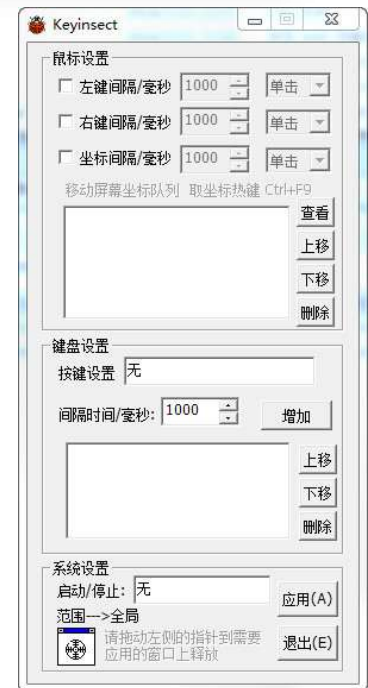 Keyinsect
鼠标设置
左键间隔/毫秒 1000 单击
右键间隔/毫秒 1000 单击
坐标间隔/毫秒 1000 单击
移动屏幕坐标队列 取坐标热键 Ctrl+F9
查看
上移
下移
删除
键盘设置
按键设置 无
间隔时间/毫秒: 1000 增加
上移
下移
删除
系统设置
启动/停止: 无
应用(A)
范围--->全局
请拖动左侧的指针到需要
应用的窗口上释放
退出(E)